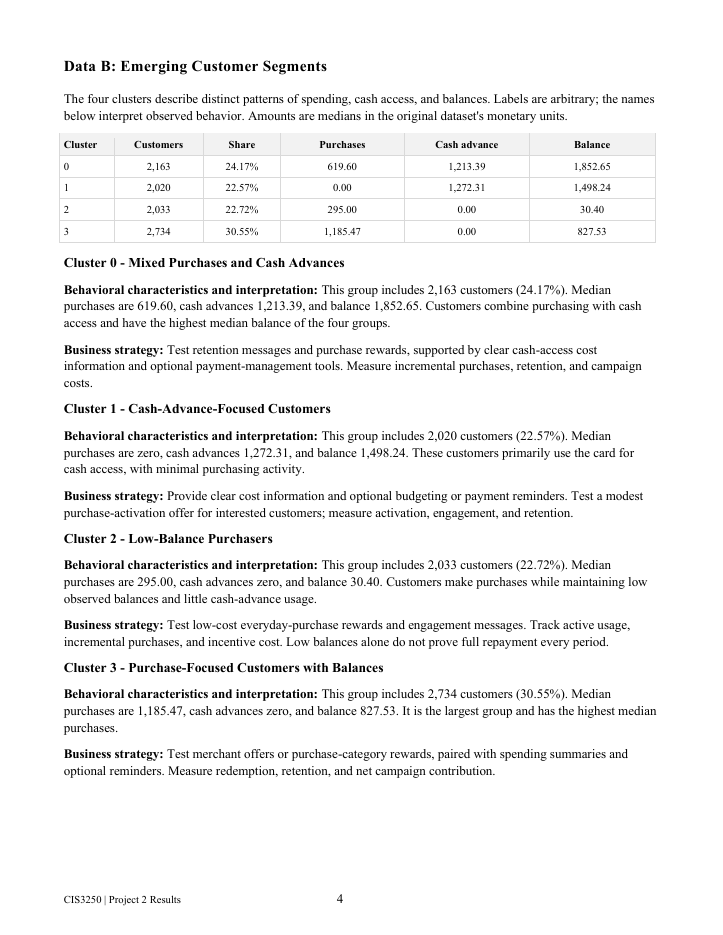 Data B: Emerging Customer Segments
The four clusters describe distinct patterns of spending, cash access, and balances. Labels are arbitrary; the names
below interpret observed behavior. Amounts are medians in the original dataset's monetary units.
Cluster Customers Share Purchases Cash advance Balance
0 2,163 24.17% 619.60 1,213.39 1,852.65
1 2,020 22.57% 0.00 1,272.31 1,498.24
2 2,033 22.72% 295.00 0.00 30.40
3 2,734 30.55% 1,185.47 0.00 827.53
Cluster 0 - Mixed Purchases and Cash Advances
Behavioral characteristics and interpretation: This group includes 2,163 customers (24.17%). Median
purchases are 619.60, cash advances 1,213.39, and balance 1,852.65. Customers combine purchasing with cash
access and have the highest median balance of the four groups.
Business strategy: Test retention messages and purchase rewards, supported by clear cash-access cost
information and optional payment-management tools. Measure incremental purchases, retention, and campaign
costs.
Cluster 1 - Cash-Advance-Focused Customers
Behavioral characteristics and interpretation: This group includes 2,020 customers (22.57%). Median
purchases are zero, cash advances 1,272.31, and balance 1,498.24. These customers primarily use the card for
cash access, with minimal purchasing activity.
Business strategy: Provide clear cost information and optional budgeting or payment reminders. Test a modest
purchase-activation offer for interested customers; measure activation, engagement, and retention.
Cluster 2 - Low-Balance Purchasers
Behavioral characteristics and interpretation: This group includes 2,033 customers (22.72%). Median
purchases are 295.00, cash advances zero, and balance 30.40. Customers make purchases while maintaining low
observed balances and little cash-advance usage.
Business strategy: Test low-cost everyday-purchase rewards and engagement messages. Track active usage,
incremental purchases, and incentive cost. Low balances alone do not prove full repayment every period.
Cluster 3 - Purchase-Focused Customers with Balances
Behavioral characteristics and interpretation: This group includes 2,734 customers (30.55%). Median
purchases are 1,185.47, cash advances zero, and balance 827.53. It is the largest group and has the highest median
purchases.
Business strategy: Test merchant offers or purchase-category rewards, paired with spending summaries and
optional reminders. Measure redemption, retention, and net campaign contribution.
CIS3250 | Project 2 Results 4